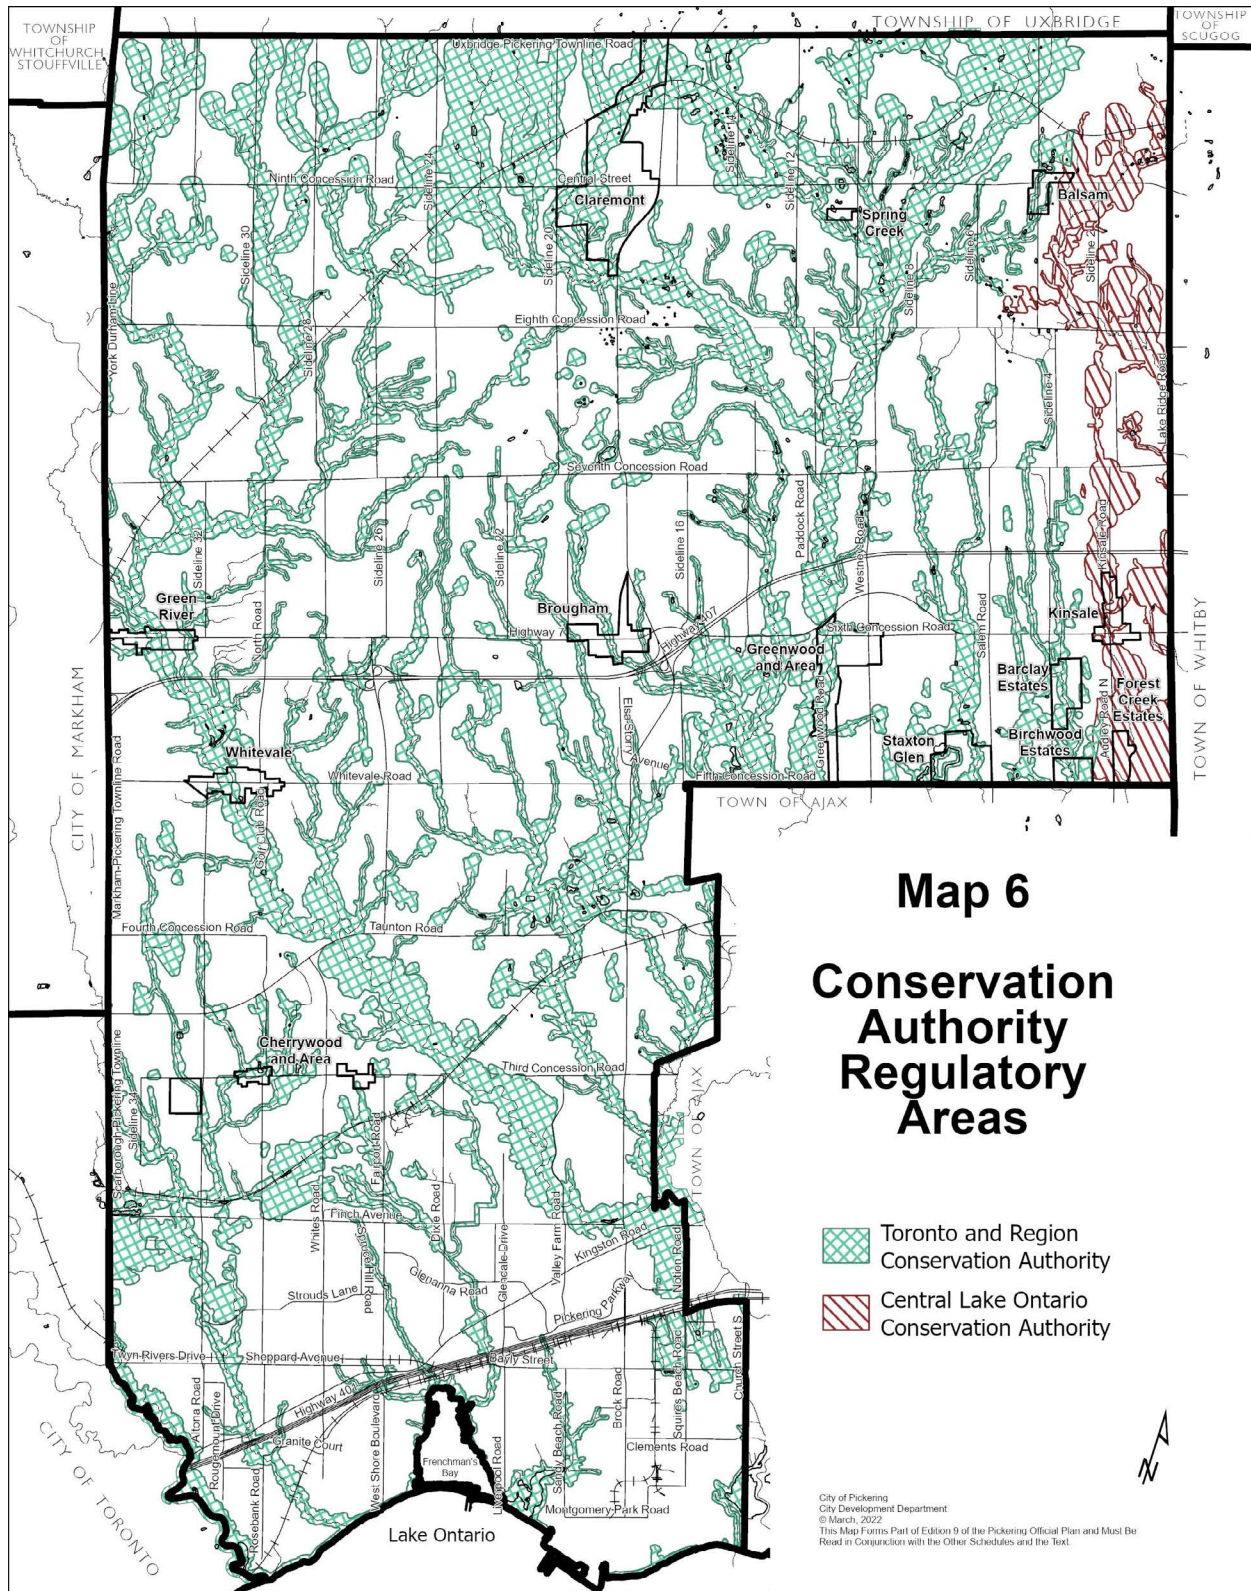 TOWNSHIP
OF
WHITCHURCH
STOUFFVILLE
TOWNSHIP OF UXBRIDGE
TOWNSHIP
OF
SCUGOG
Uxbridge Pickering Townline Road
Sideline 14
Sideline 12
Sideline 24
Ninth Concession Road
Central Street
Claremont
Balsam
Spring
Creek
Sideline 30
Sideline 20
Sideline 8
Sideline 6
Sideline 2
York Durham Line
Sideline 28
Eighth Concession Road
Sideline 4
Lake Ridge Road
Seventh Concession Road
Paddock Road
Westney Road
Kinsale Road
Sideline 32
Sideline 26
Sideline 22
Sideline 16
Green
River
North Road
Brougham
Highway 7
Highway 407
Sixth Concession Road
Salem Road
Kinsale
Greenwood
and Area
Greenwood Road
Barclay
Estates
Forest
Creek
Estates
Audley Road N
Staxton
Glen
Birchwood
Estates
TOWN OF WHITBY
CITY OF MARKHAM
Markham-Pickering Townline Road
Whitevale
Whitevale Road
Golf Club Road
Elsa Storry Avenue
Fifth Concession Road
TOWN OF AJAX
Map 6
Conservation
Authority
Regulatory
Areas
Fourth Concession Road
Taunton Road
Cherrywood
and Area
Third Concession Road
Scarborough-Pickering Townline
Sideline 34
TOWN OF AJAX
Fairport Road
Whites Road
Finch Avenue
Spruce Hill Road
Dixie Road
Glendale Drive
Valley Farm Road
Kingston Road
Notion Road
Glenanna Road
Strouds Lane
Pickering Parkway
Toronto and Region
Conservation Authority
Central Lake Ontario
Conservation Authority
Twyn Rivers Drive
Sheppard Avenue
Bayly Street
Highway 401
Altona Road
Rougemount Drive
Granite Court
Rosebank Road
West Shore Boulevard
Frenchman's
Bay
Liverpool Road
Sandy Beach Road
Brock Road
Squires Beach Road
Church Street S.
Clements Road
Montgomery Park Road
Lake Ontario
CITY OF TORONTO
N
City of Pickering
City Development Department
© March, 2022
This Map Forms Part of Edition 9 of the Pickering Official Plan and Must Be
Read in Conjunction with the Other Schedules and the Text.